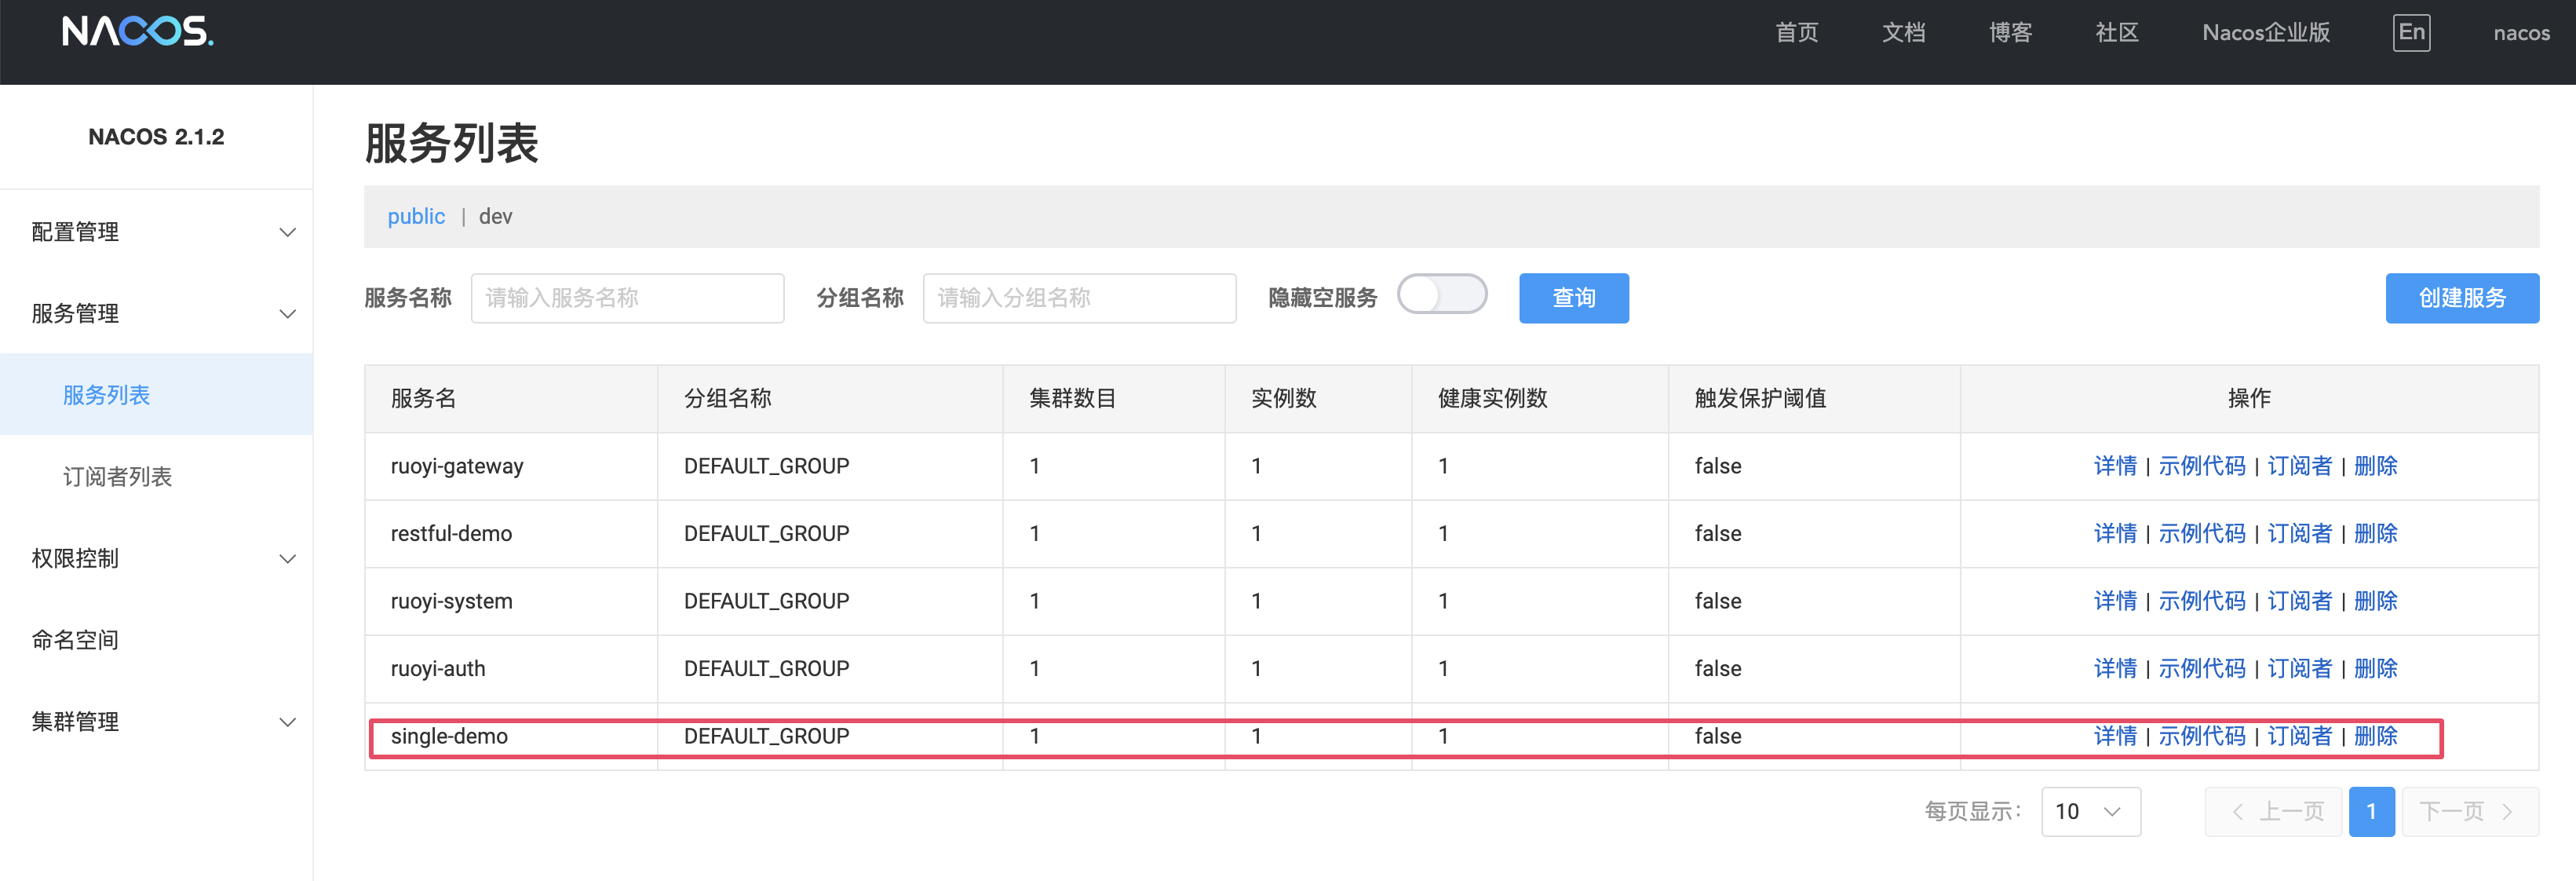 NACOS.
首页 文档 博客 社区 Nacos企业版 En nacos
NACOS 2.1.2
配置管理
服务管理
服务列表
订阅者列表
权限控制
命名空间
集群管理
服务列表
public | dev
服务名称 请输入服务名称 分组名称 请输入分组名称 隐藏空服务 查询 创建服务
服务名 分组名称 集群数目 实例数 健康实例数 触发保护阈值 操作
ruoyi-gateway DEFAULT_GROUP 1 1 1 false 详情 | 示例代码 | 订阅者 | 删除
restful-demo DEFAULT_GROUP 1 1 1 false 详情 | 示例代码 | 订阅者 | 删除
ruoyi-system DEFAULT_GROUP 1 1 1 false 详情 | 示例代码 | 订阅者 | 删除
ruoyi-auth DEFAULT_GROUP 1 1 1 false 详情 | 示例代码 | 订阅者 | 删除
single-demo DEFAULT_GROUP 1 1 1 false 详情 | 示例代码 | 订阅者 | 删除
每页显示: 10 上一页 1 下一页